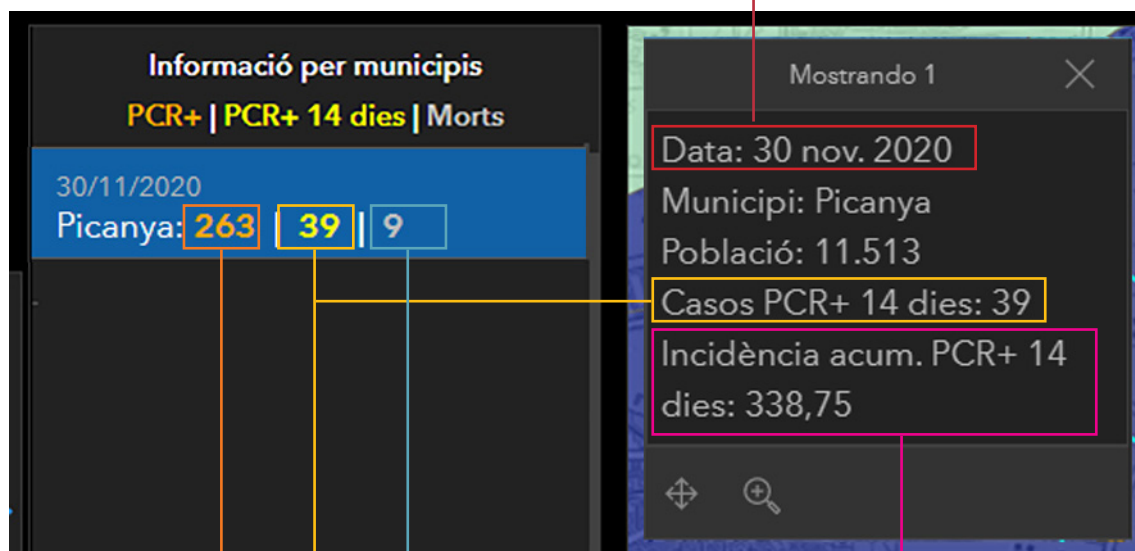 Informació per municipis
PCR+ | PCR+ 14 dies | Morts
30/11/2020
Picanya: 263 | 39 | 9
Mostrando 1
Data: 30 nov. 2020
Municipi: Picanya
Població: 11.513
Casos PCR+ 14 dies: 39
Incidència acum. PCR+ 14
dies: 338,75